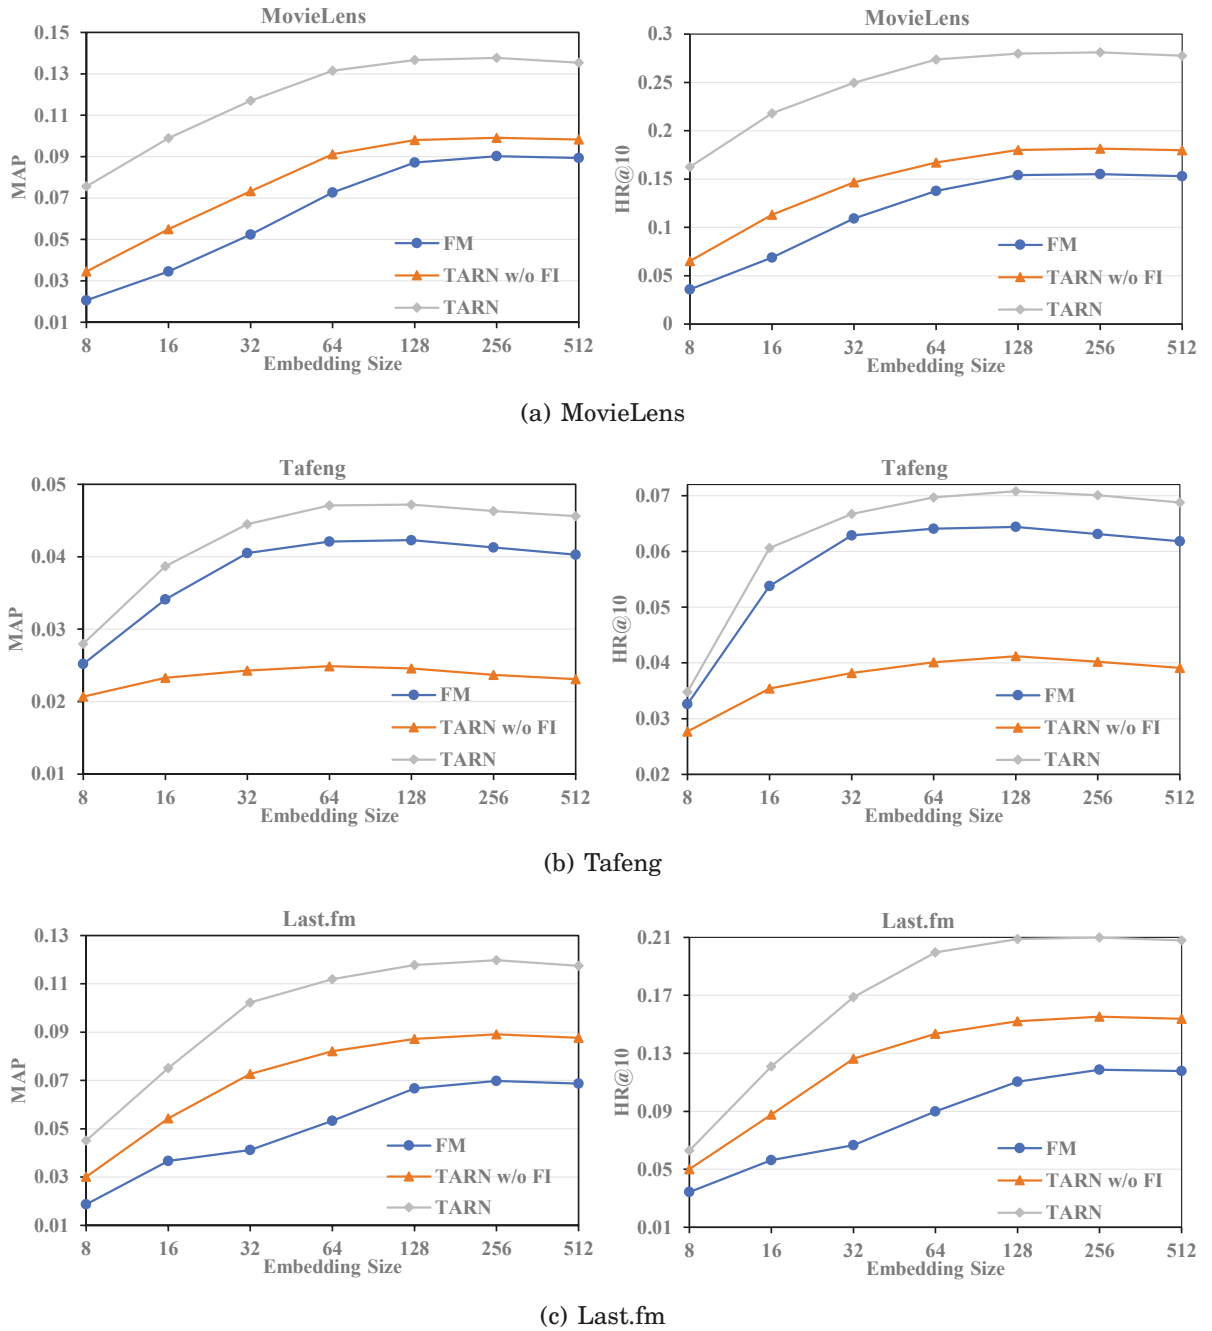 MovieLens
0.15
0.13
0.11
0.09
0.07
0.05
0.03
0.01
MAP
FM
TARN w/o FI
TARN
8 16 32 64 128 256 512
Embedding Size
MovieLens
0.3
0.25
0.2
0.15
0.1
0.05
0
HR@10
FM
TARN w/o FI
TARN
8 16 32 64 128 256 512
Embedding Size
(a) MovieLens
Tafeng
0.05
0.04
0.03
0.02
0.01
MAP
FM
TARN w/o FI
TARN
8 16 32 64 128 256 512
Embedding Size
Tafeng
0.07
0.06
0.05
0.04
0.03
0.02
HR@10
FM
TARN w/o FI
TARN
8 16 32 64 128 256 512
Embedding Size
(b) Tafeng
Last.fm
0.13
0.11
0.09
0.07
0.05
0.03
0.01
MAP
FM
TARN w/o FI
TARN
8 16 32 64 128 256 512
Embedding Size
Last.fm
0.21
0.17
0.13
0.09
0.05
0.01
HR@10
FM
TARN w/o FI
TARN
8 16 32 64 128 256 512
Embedding Size
(c) Last.fm